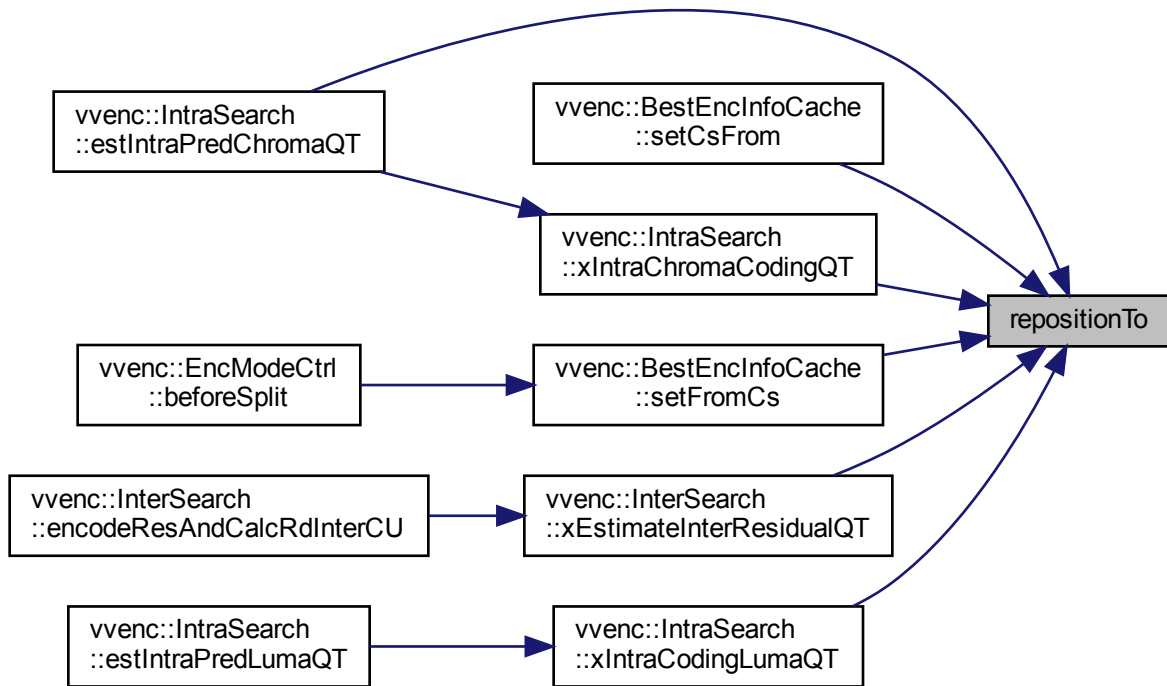 vvenc::IntraSearch
::estIntraPredChromaQT
vvenc::BestEncInfoCache
::setCsFrom
vvenc::IntraSearch
::xIntraChromaCodingQT
repositionTo
vvenc::EncModeCtrl
::beforeSplit
vvenc::BestEncInfoCache
::setFromCs
vvenc::InterSearch
::encodeResAndCalcRdInterCU
vvenc::InterSearch
::xEstimateInterResidualQT
vvenc::IntraSearch
::estIntraPredLumaQT
vvenc::IntraSearch
::xIntraCodingLumaQT